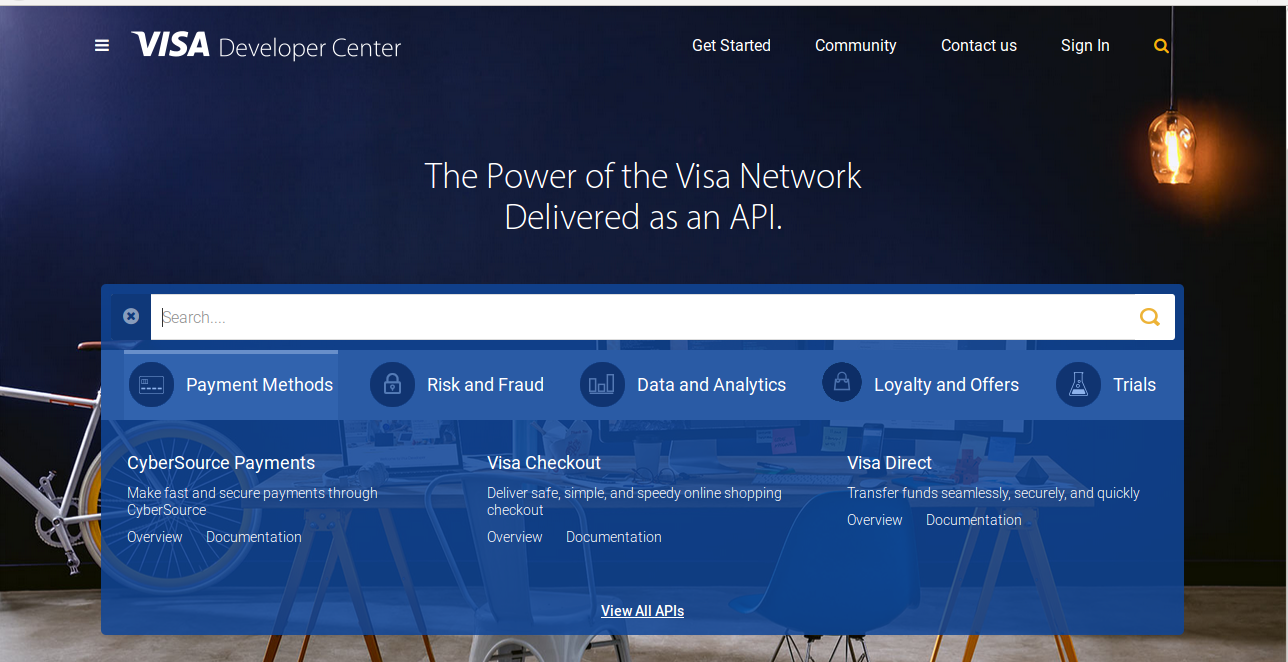 VISA Developer Center
Get Started
Community
Contact us
Sign In
The Power of the Visa Network
Delivered as an API.
Search....
Payment Methods
Risk and Fraud
Data and Analytics
Loyalty and Offers
Trials
CyberSource Payments
Make fast and secure payments through
CyberSource
Overview
Documentation
Visa Checkout
Deliver safe, simple, and speedy online shopping
checkout
Overview
Documentation
Visa Direct
Transfer funds seamlessly, securely, and quickly
Overview
Documentation
View All APIs